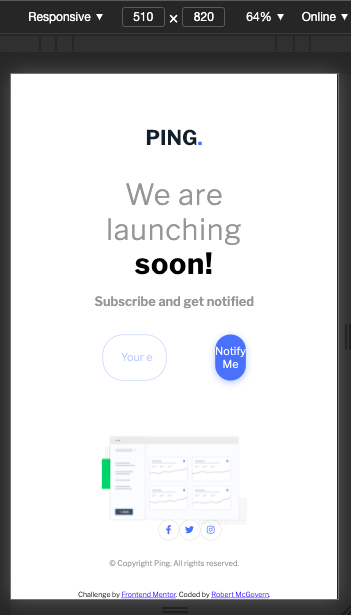 Responsive ▼ 510 × 820 64% ▼ Online ▼
PING.
We are
launching
soon!
Subscribe and get notified
Your e
Notify
Me
© Copyright Ping. All rights reserved.
Challenge by Frontend Mentor. Coded by Robert McGovern.